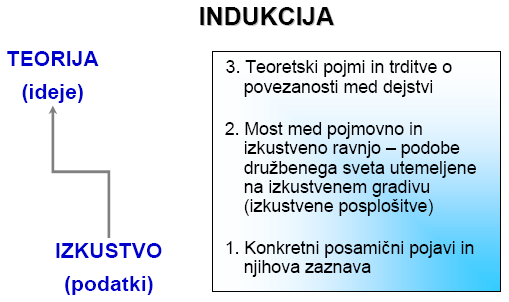 INDUKCIJA
TEORIJA
(ideje)
3. Teoretski pojmi in trditve o
povezanosti med dejstvi
2. Most med pojmovno in
izkustveno ravnjo – podobe
družbenega sveta utemeljene
na izkustvenem gradivu
(izkustvene posplošitve)
1. Konkretni posamični pojavi in
njihova zaznava
IZKUSTVO
(podatki)